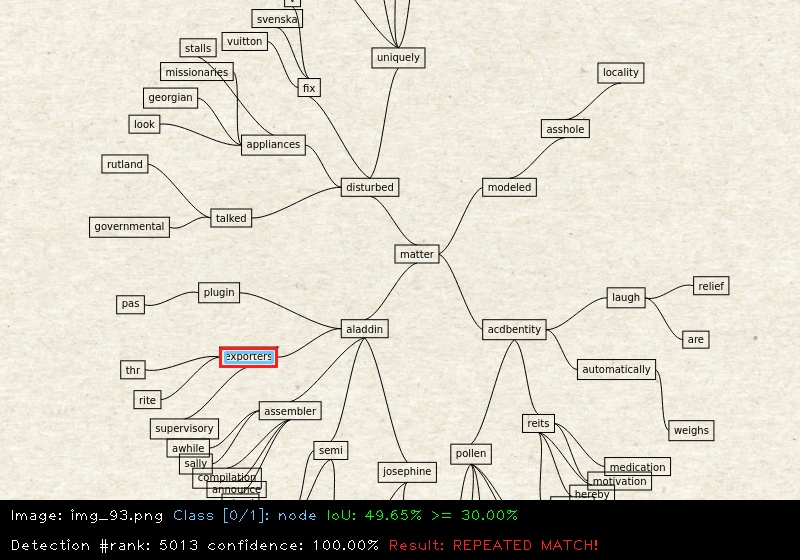 svenska
vuitton
stalls
uniquely
missionaries
locality
fix
georgian
look
asshole
appliances
rutland
disturbed
modeled
talked
governmental
matter
relief
plugin
laugh
pas
aladdin
acdbentity
are
exporters
thr
automatically
rite
assembler
supervisory
reits
weighs
awhile
semi
pollen
sally
josephine
medication
compilation
motivation
announce
hereby
Image: img_93.png Class [0/1]: node IoU: 49.65% >= 30.00%
Detection #rank: 5013 confidence: 100.00% Result: REPEATED MATCH!